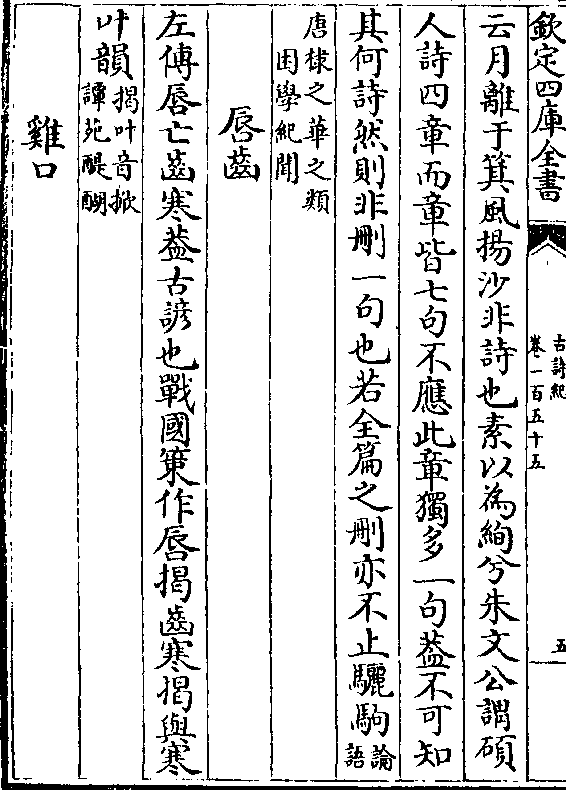 欽定四庫全書
古詩紀
卷一百五十五
五
云月離于箕風揚沙非詩也素以為絢兮朱文公謂碩
人詩四章而章皆七句不應此章獨多一句葢不可知
其何詩然則非刪一句也若全篇之刪亦不止驪駒論
語
唐棣之華之類
困學紀聞
唇齒
左傳唇亡齒寒葢古諺也戰國策作唇揭齒寒揭與寒
叶韻揭叶音掀
譚苑醍醐
雞口